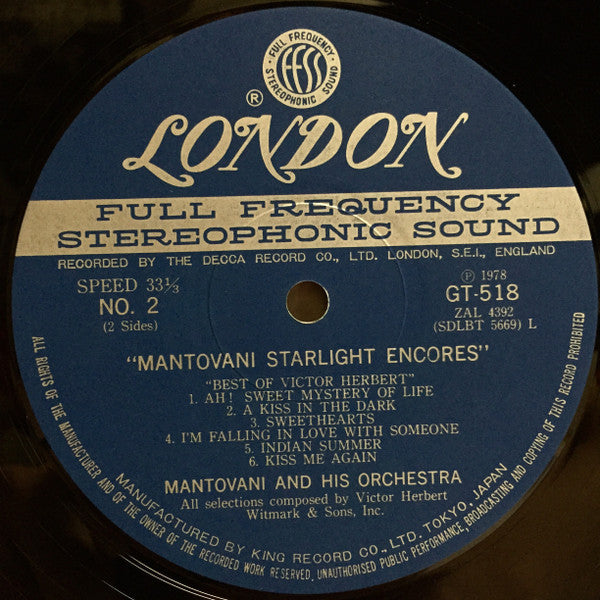 FULL FREQUENCY
FFSS
STEREOPHONIC SOUND
®
LONDON
FULL FREQUENCY
STEREOPHONIC SOUND
RECORDED BY THE DECCA RECORD CO., LTD. LONDON, S.E.I., ENGLAND
SPEED 33⅓
NO. 2
(2 Sides)
Ⓟ 1978
GT-518
ZAL 4392
(SDLBT 5669) L
"MANTOVANI STARLIGHT ENCORES"
"BEST OF VICTOR HERBERT"
1. AH! SWEET MYSTERY OF LIFE
2. A KISS IN THE DARK
3. SWEETHEARTS
4. I'M FALLING IN LOVE WITH SOMEONE
5. INDIAN SUMMER
6. KISS ME AGAIN
MANTOVANI AND HIS ORCHESTRA
All selections composed by Victor Herbert
Witmark & Sons, Inc.
MANUFACTURED BY KING RECORD CO., LTD. TOKYO, JAPAN
ALL RIGHTS OF THE MANUFACTURER AND OF THE OWNER OF THE RECORDED WORK RESERVED, UNAUTHORISED PUBLIC PERFORMANCE, BROADCASTING AND COPYING OF THIS RECORD PROHIBITED